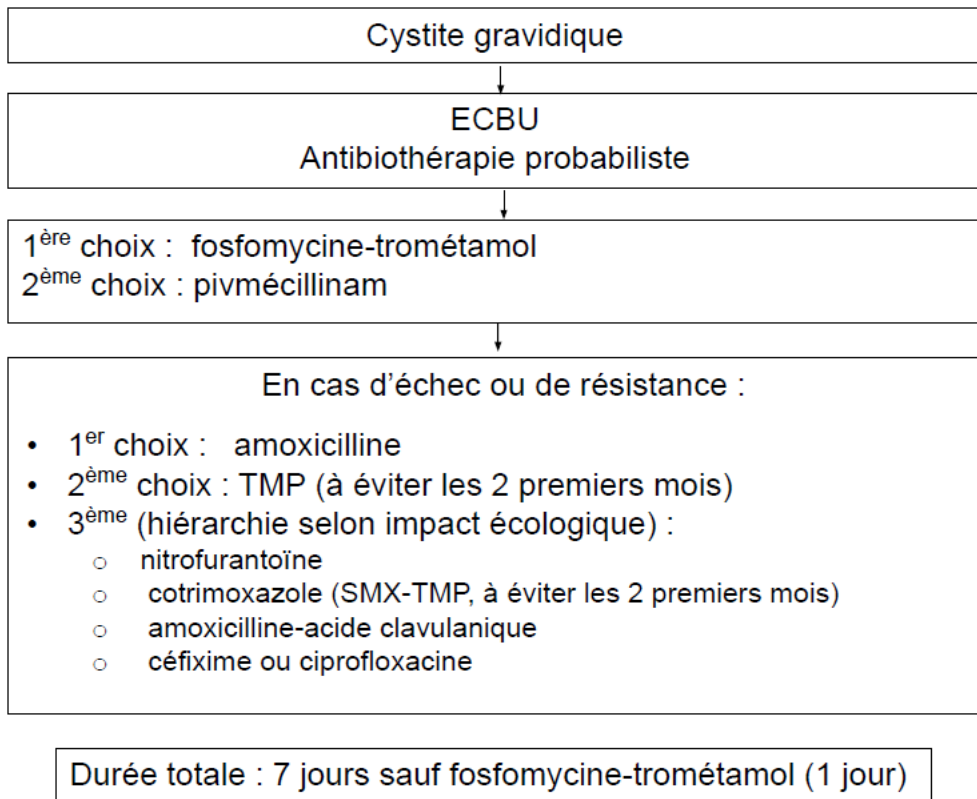 Cystite gravidique
ECBU
Antibiothérapie probabiliste
1ère choix : fosfomycine-trométamol
2ème choix : pivmécillinam
En cas d’échec ou de résistance :
• 1er choix : amoxicilline
• 2ème choix : TMP (à éviter les 2 premiers mois)
• 3ème (hiérarchie selon impact écologique) :
○ nitrofurantoïne
○ cotrimoxazole (SMX-TMP, à éviter les 2 premiers mois)
○ amoxicilline-acide clavulanique
○ céfixime ou ciprofloxacine
Durée totale : 7 jours sauf fosfomycine-trométamol (1 jour)